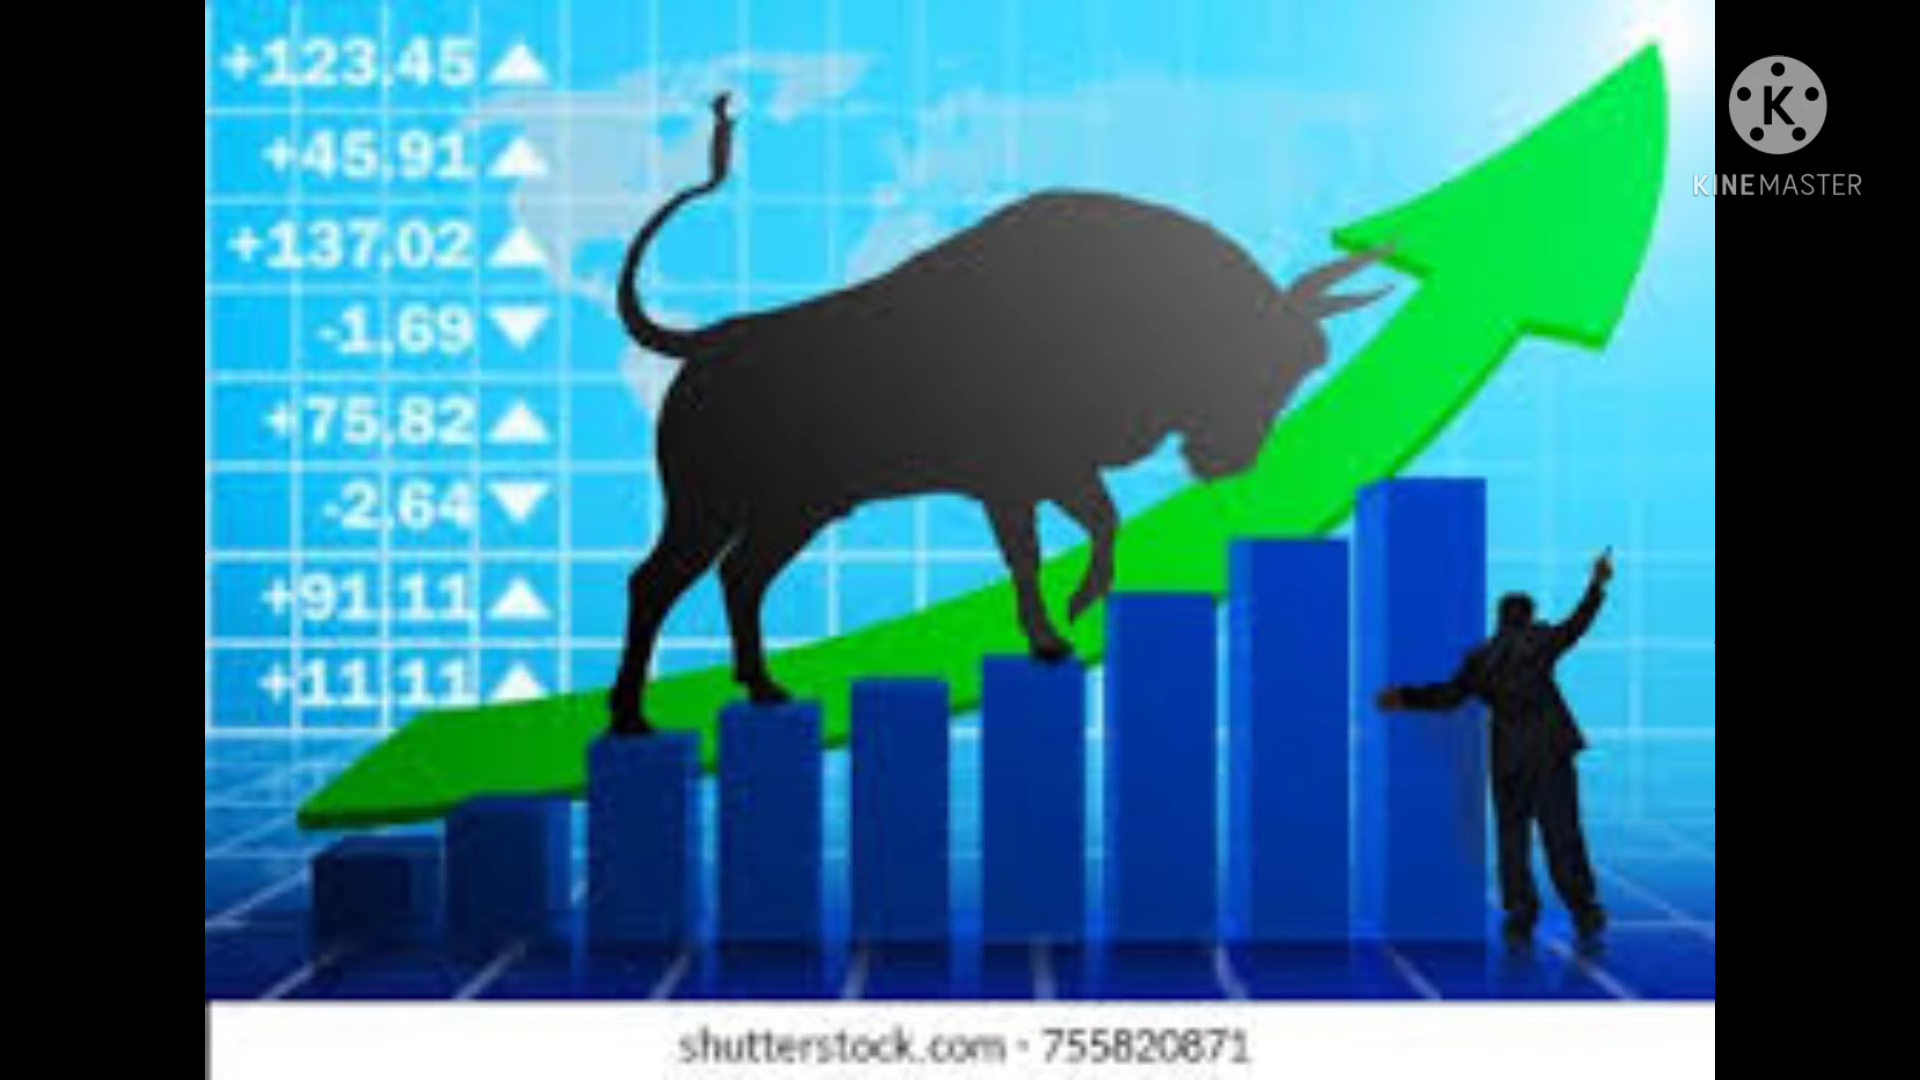 +123.45
+45.91
+137.02
-1.69
+75.82
-2.64
+91.11
+11.11
K
KINEMASTER
shutterstock.com · 755820871